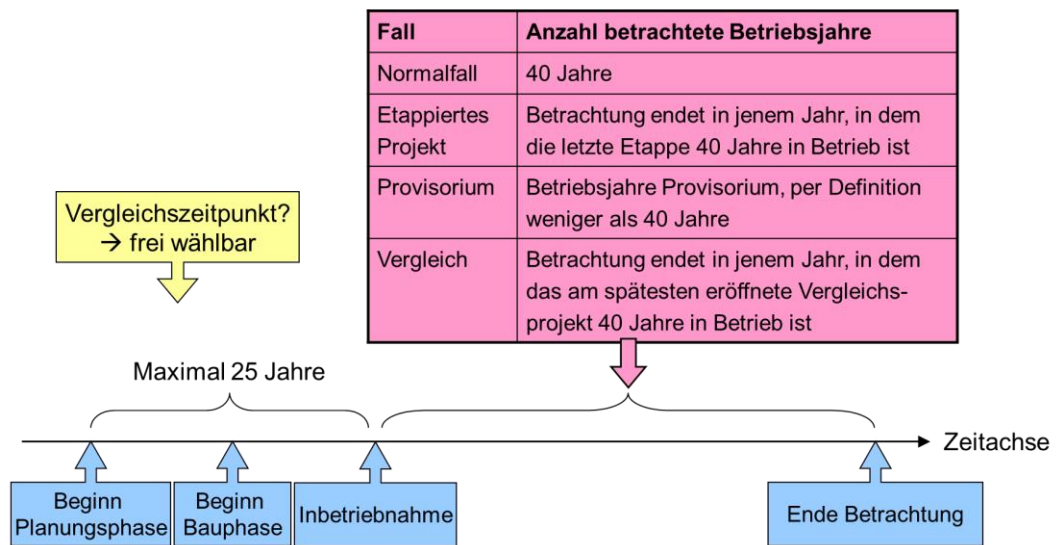 Fall Anzahl betrachtete Betriebsjahre
Normalfall 40 Jahre
Etappiertes Betrachtung endet in jenem Jahr, in dem
Projekt die letzte Etappe 40 Jahre in Betrieb ist
Provisorium Betriebsjahre Provisorium, per Definition
weniger als 40 Jahre
Vergleich Betrachtung endet in jenem Jahr, in dem
das am spätesten eröffnete Vergleichs-
projekt 40 Jahre in Betrieb ist
Vergleichszeitpunkt?
→ frei wählbar
Maximal 25 Jahre
Zeitachse
Beginn
Planungsphase
Beginn
Bauphase
Inbetriebnahme
Ende Betrachtung